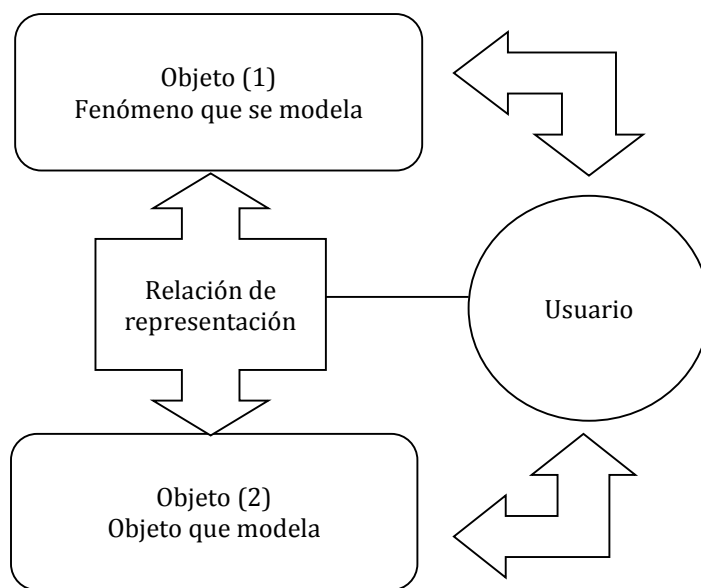 Objeto (1)
Fenómeno que se modela
Relación de
representación
Usuario
Objeto (2)
Objeto que modela